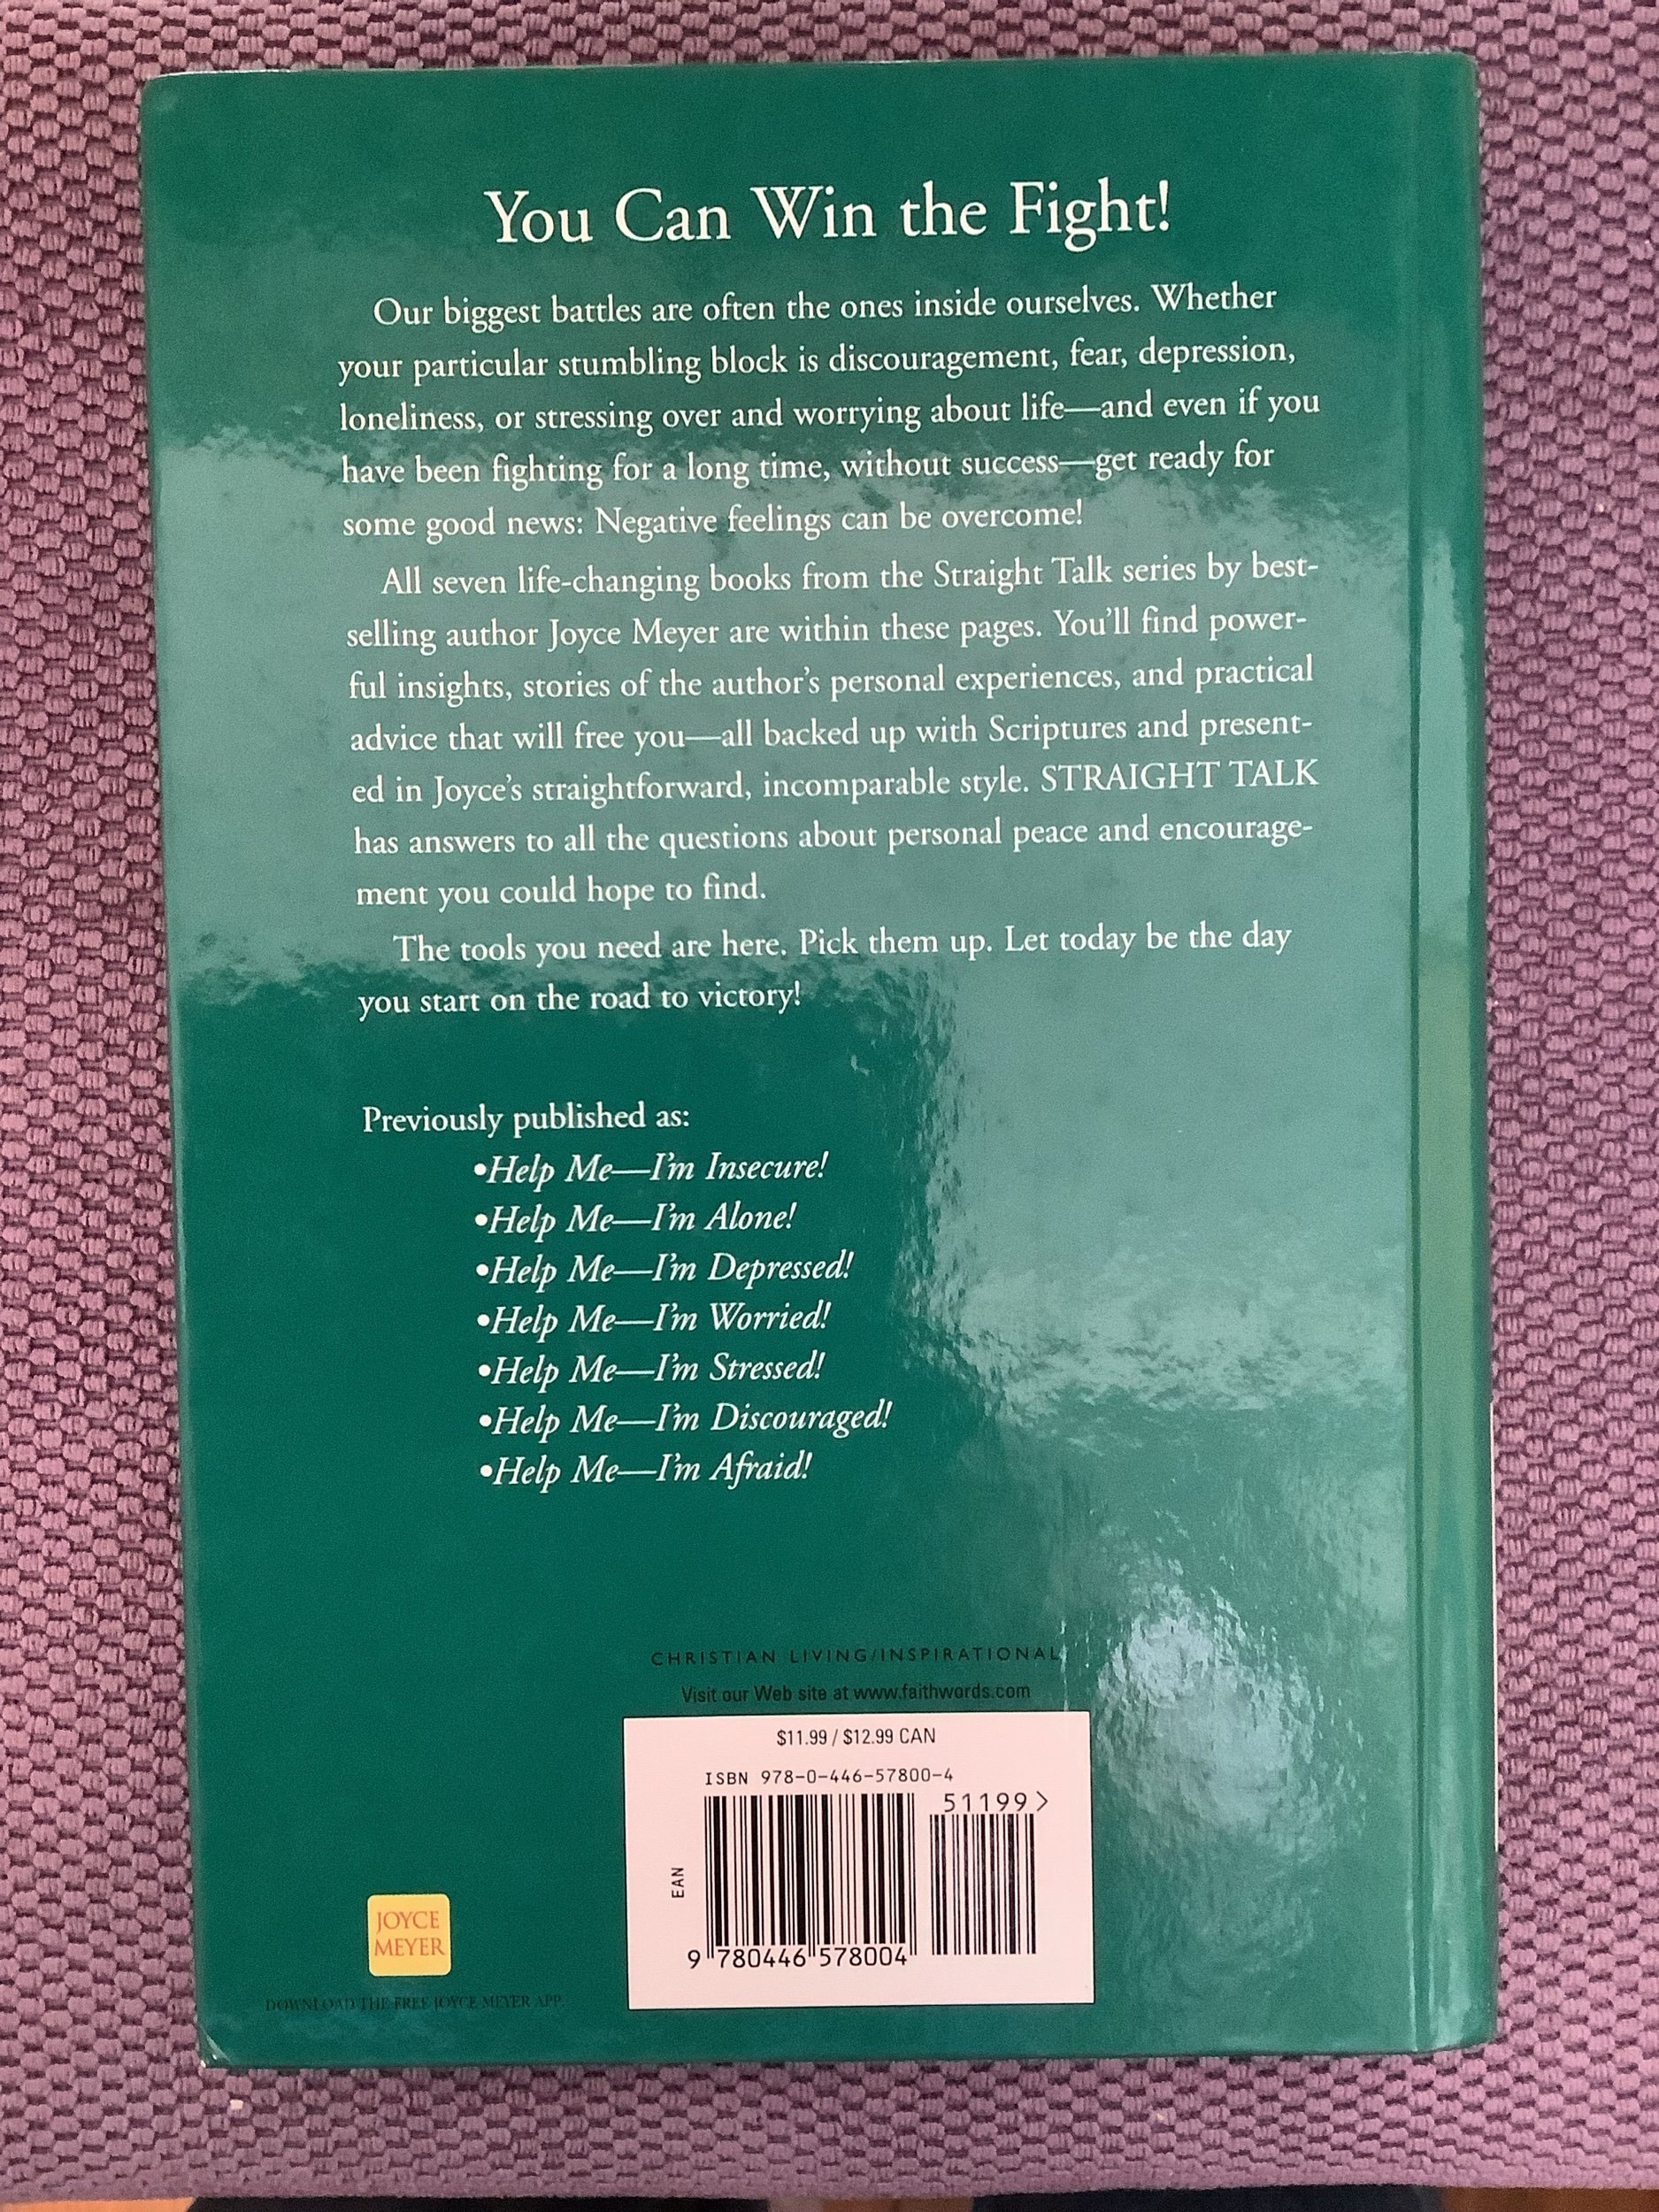 You Can Win the Fight!
Our biggest battles are often the ones inside ourselves. Whether
your particular stumbling block is discouragement, fear, depression,
loneliness, or stressing over and worrying about life—and even if you
have been fighting for a long time, without success—get ready for
some good news: Negative feelings can be overcome!
All seven life-changing books from the Straight Talk series by best-
selling author Joyce Meyer are within these pages. You'll find power-
ful insights, stories of the author's personal experiences, and practical
advice that will free you—all backed up with Scriptures and present-
ed in Joyce's straightforward, incomparable style. STRAIGHT TALK
has answers to all the questions about personal peace and encourage-
ment you could hope to find.
The tools you need are here. Pick them up. Let today be the day
you start on the road to victory!
Previously published as:
•Help Me—I'm Insecure!
•Help Me—I'm Alone!
•Help Me—I'm Depressed!
•Help Me—I'm Worried!
•Help Me—I'm Stressed!
•Help Me—I'm Discouraged!
•Help Me—I'm Afraid!
CHRISTIAN LIVING/INSPIRATIONAL
Visit our Web site at www.faithwords.com
$11.99 / $12.99 CAN
ISBN 978-0-446-57800-4
51199>
EAN
9 780446 578004
JOYCE
MEYER
DOWNLOAD THE FREE JOYCE MEYER APP.